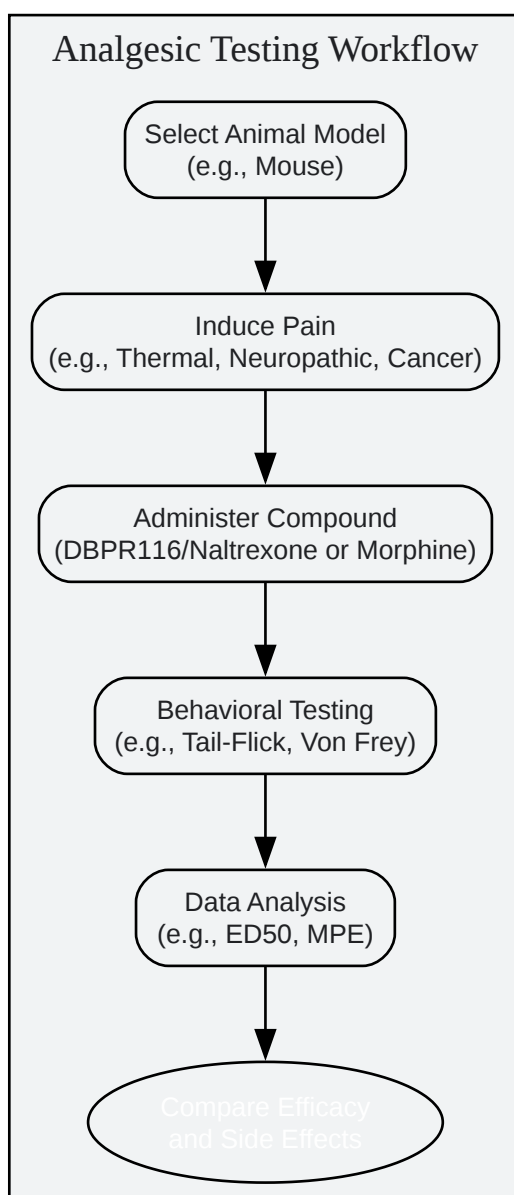 Analgesic Testing Workflow
Select Animal Model
(e.g., Mouse)
Induce Pain
(e.g., Thermal, Neuropathic, Cancer)
Administer Compound
(DBPR116/Naltrexone or Morphine)
Behavioral Testing
(e.g., Tail-Flick, Von Frey)
Data Analysis
(e.g., ED50, MPE)
Compare Efficacy
and Side Effects